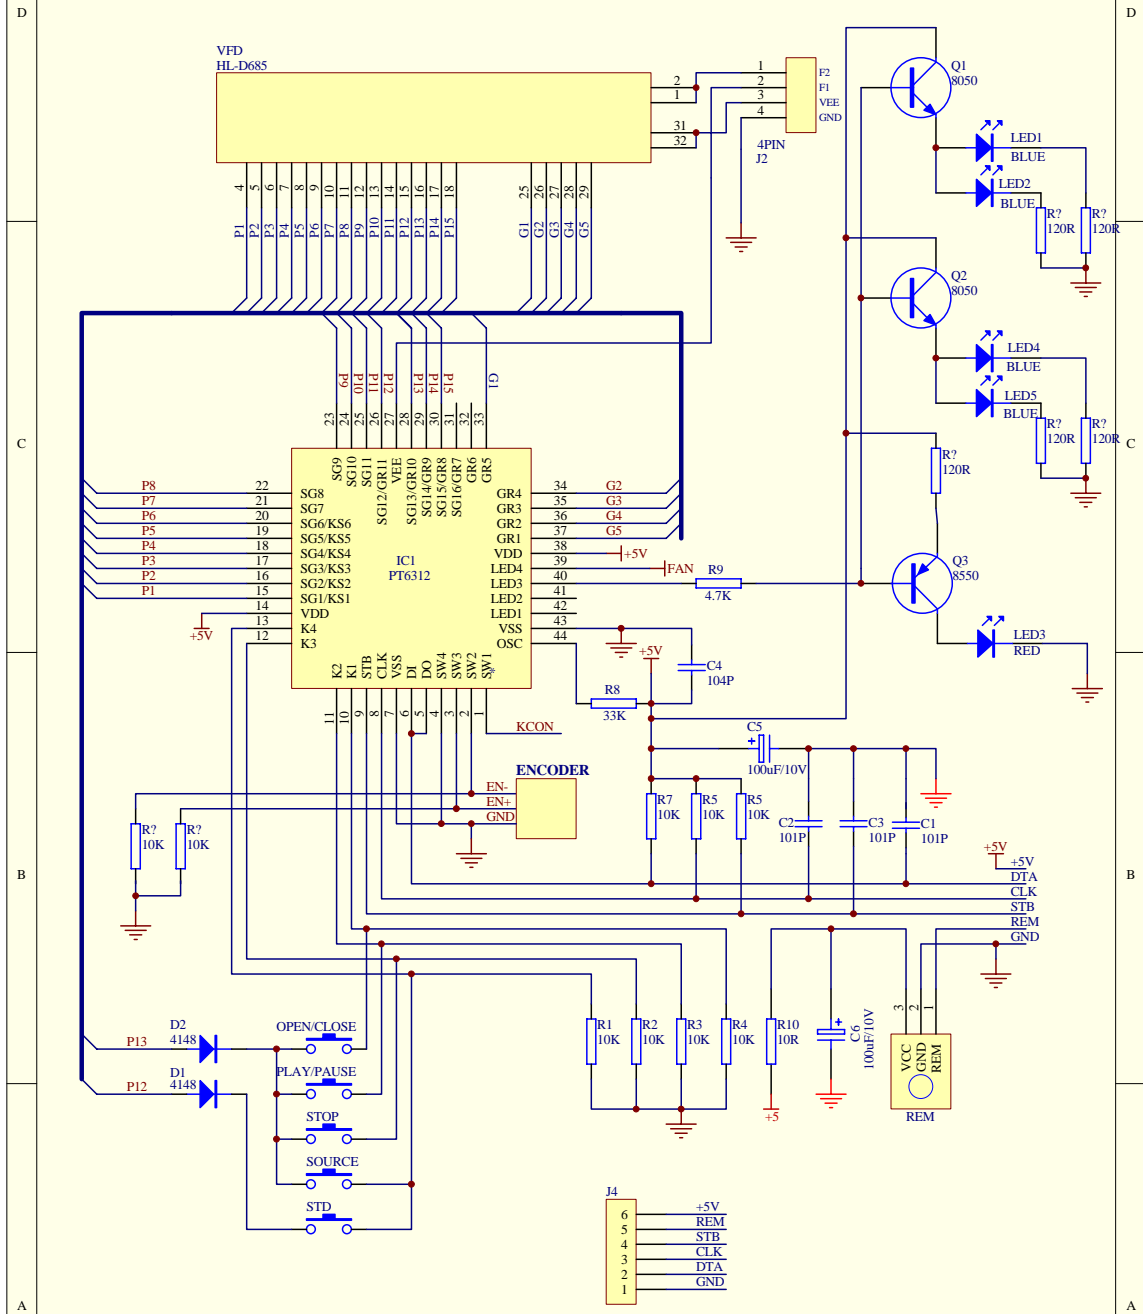 D
D
VFD
HL-D685
2
1
31
32
1
2
3
4
F2
F1
VEE
GND
4PIN
J2
Q1
8050
LED1
BLUE
LED2
BLUE
R?
120R
R?
120R
4
5
6
7
8
9
10
11
12
13
14
15
16
17
18
25
26
27
28
29
P1
P2
P3
P4
P5
P6
P7
P8
P9
P10
P11
P12
P13
P14
P15
G1
G2
G3
G4
G5
Q2
8050
LED4
BLUE
LED5
BLUE
R?
120R
R?
120R
R?
120R
P9
P10
P11
P12
P13
P14
P15
G1
23
24
25
26
27
28
29
30
31
32
33
C
C
SG9
SG10
SG11
SG12/GR11
VEE
SG13/GR10
SG14/GR9
SG15/GR8
SG16/GR7
GR6
GR5
P8
22
SG8
GR4
34
G2
P7
21
SG7
GR3
35
G3
P6
20
SG6/KS6
GR2
36
G4
P5
19
SG5/KS5
GR1
37
G5
P4
18
SG4/KS4
VDD
38
+5V
P3
17
SG3/KS3
LED4
39
FAN
P2
16
SG2/KS2
LED3
40
P1
15
SG1/KS1
LED2
41
14
VDD
LED1
42
13
K4
VSS
43
12
K3
OSC
44
IC1
PT6312
+5V
R9
4.7K
Q3
8550
LED3
RED
+5V
C4
104P
R8
33K
K2
K1
STB
CLK
VSS
DI
DO
SW4
SW3
SW2
SW1
*
11
10
9
8
7
6
5
4
3
2
1
KCON
ENCODER
EN-
EN+
GND
R?
10K
R?
10K
C5
+
100uF/10V
R7
10K
R5
10K
R5
10K
C2
101P
C3
101P
C1
101P
+5V
B
B
+5V
DTA
CLK
STB
REM
GND
R1
10K
R2
10K
R3
10K
R4
10K
R10
10R
+5
+
C6
100uF/10V
3
2
1
VCC
GND
REM
REM
P13
D2
4148
P12
D1
4148
OPEN/CLOSE
PLAY/PAUSE
STOP
SOURCE
STD
J4
6
+5V
5
REM
4
STB
3
CLK
2
DTA
1
GND
A
A